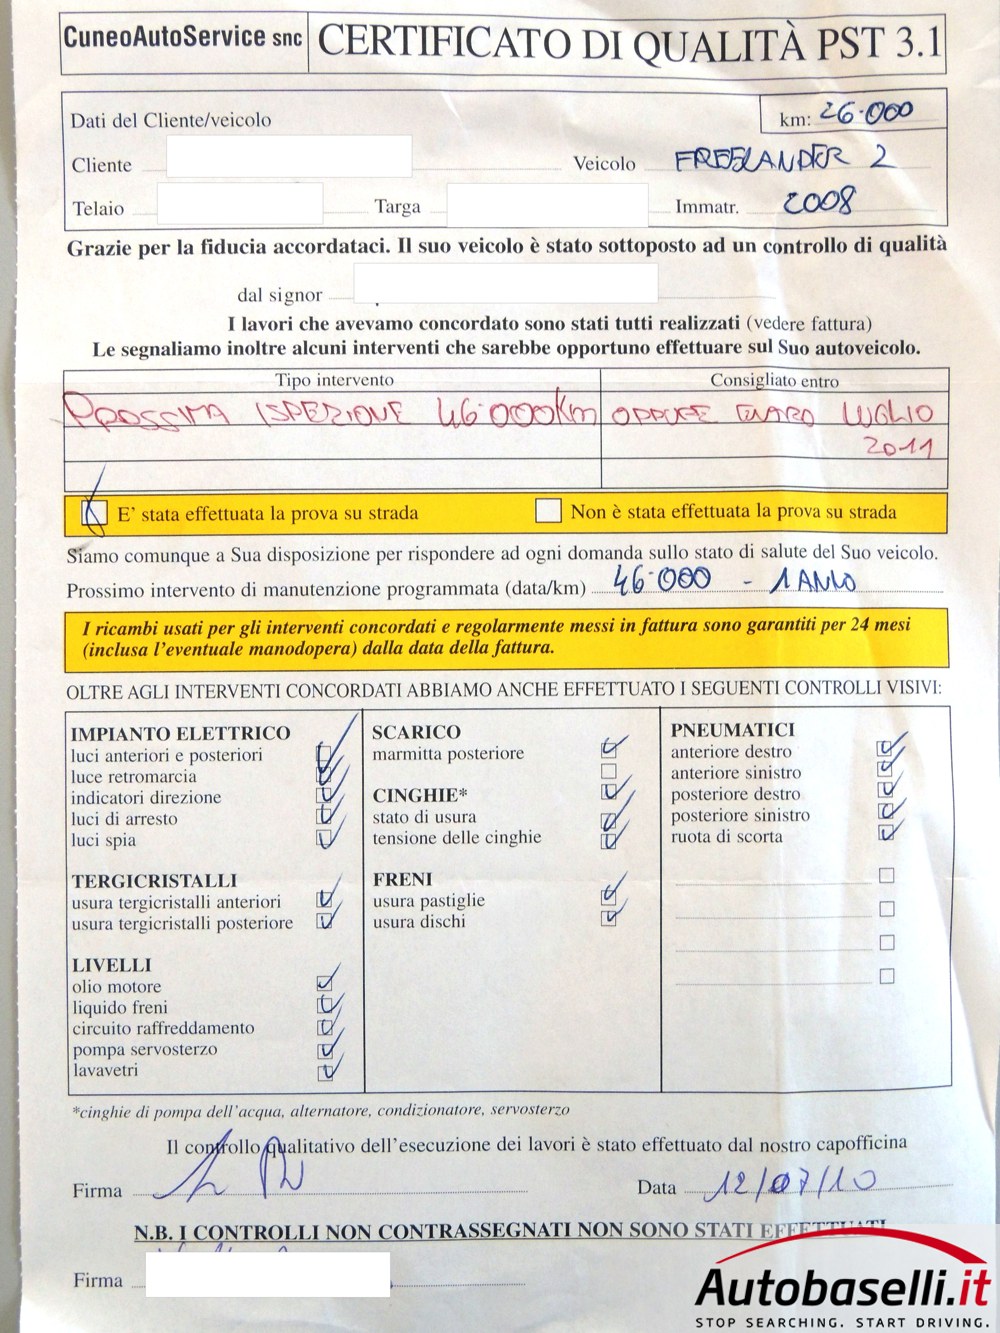 CuneoAutoService snc CERTIFICATO DI QUALITÀ PST 3.1
Dati del Cliente/veicolo km: 26.000
Cliente Veicolo FREELANDER 2
Telaio Targa Immatr. 2008
Grazie per la fiducia accordataci. Il suo veicolo è stato sottoposto ad un controllo di qualità
dal signor
I lavori che avevamo concordato sono stati tutti realizzati (vedere fattura)
Le segnaliamo inoltre alcuni interventi che sarebbe opportuno effettuare sul Suo autoveicolo.
Tipo intervento Consigliato entro
PROSSIMA ISPEZIONE 46.000Km OPPURE LUGLIO
2011
E' stata effettuata la prova su strada Non è stata effettuata la prova su strada
Siamo comunque a Sua disposizione per rispondere ad ogni domanda sullo stato di salute del Suo veicolo.
Prossimo intervento di manutenzione programmata (data/km) 46.000 - 1 ANNO
I ricambi usati per gli interventi concordati e regolarmente messi in fattura sono garantiti per 24 mesi
(inclusa l'eventuale manodopera) dalla data della fattura.
OLTRE AGLI INTERVENTI CONCORDATI ABBIAMO ANCHE EFFETTUATO I SEGUENTI CONTROLLI VISIVI:
IMPIANTO ELETTRICO
luci anteriori e posteriori
luce retromarcia
indicatori direzione
luci di arresto
luci spia
TERGICRISTALLI
usura tergicristalli anteriori
usura tergicristalli posteriore
LIVELLI
olio motore
liquido freni
circuito raffreddamento
pompa servosterzo
lavavetri
SCARICO
marmitta posteriore
CINGHIE*
stato di usura
tensione delle cinghie
FRENI
usura pastiglie
usura dischi
PNEUMATICI
anteriore destro
anteriore sinistro
posteriore destro
posteriore sinistro
ruota di scorta
*cinghie di pompa dell'acqua, alternatore, condizionatore, servosterzo
Il controllo qualitativo dell'esecuzione dei lavori è stato effettuato dal nostro capofficina
Firma Data 12/07/10
N.B. I CONTROLLI NON CONTRASSEGNATI NON SONO STATI EFFETTUATI
Firma
Autobaselli.it
STOP SEARCHING. START DRIVING.